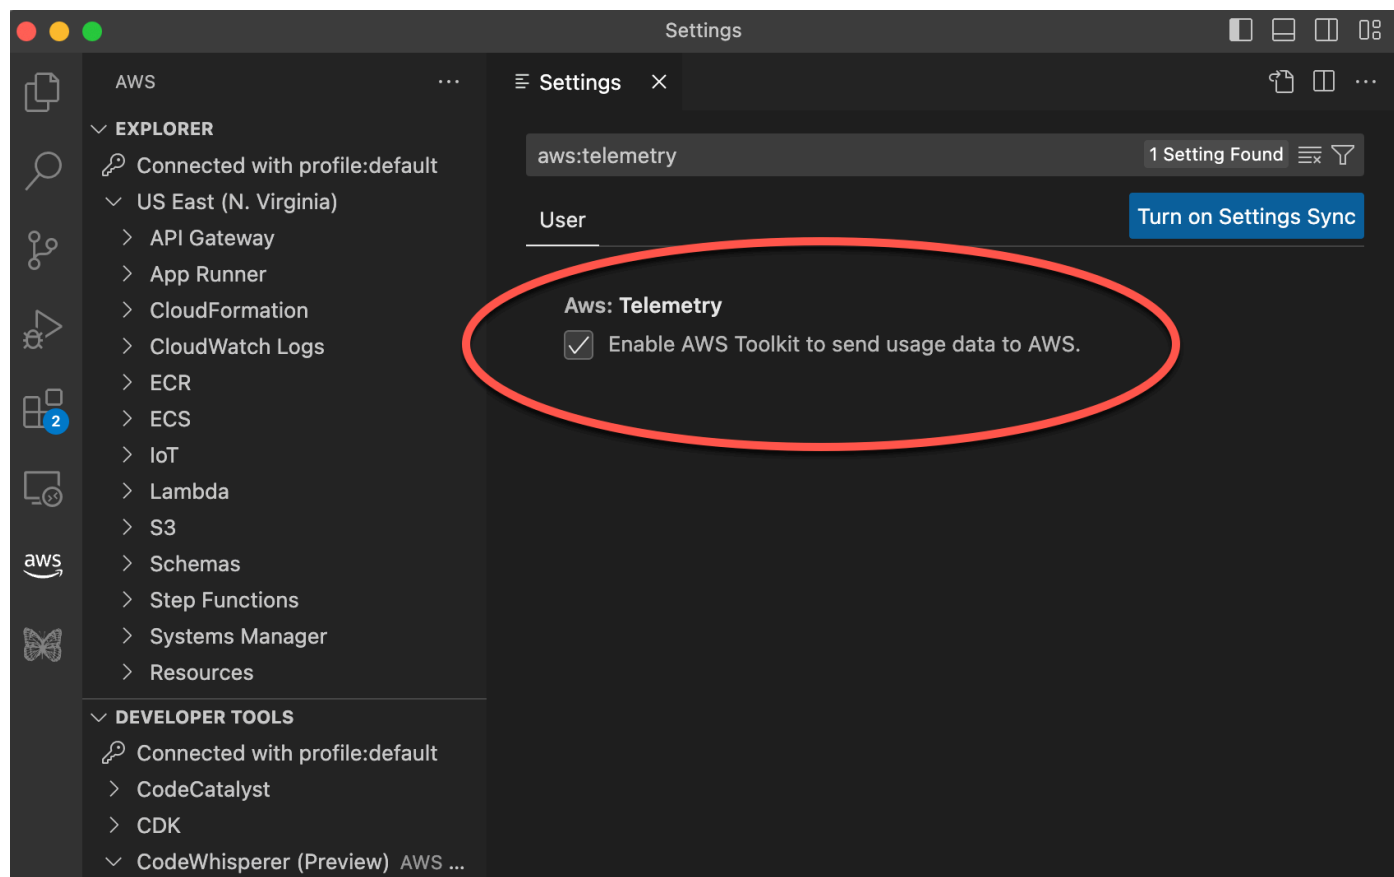 Settings
AWS
EXPLORER
Connected with profile:default
US East (N. Virginia)
API Gateway
App Runner
CloudFormation
CloudWatch Logs
ECR
ECS
IoT
Lambda
S3
Schemas
Step Functions
Systems Manager
Resources
DEVELOPER TOOLS
Connected with profile:default
CodeCatalyst
CDK
CodeWhisperer (Preview) AWS ...
2
aws
Settings
aws:telemetry
1 Setting Found
User
Turn on Settings Sync
Aws: Telemetry
Enable AWS Toolkit to send usage data to AWS.